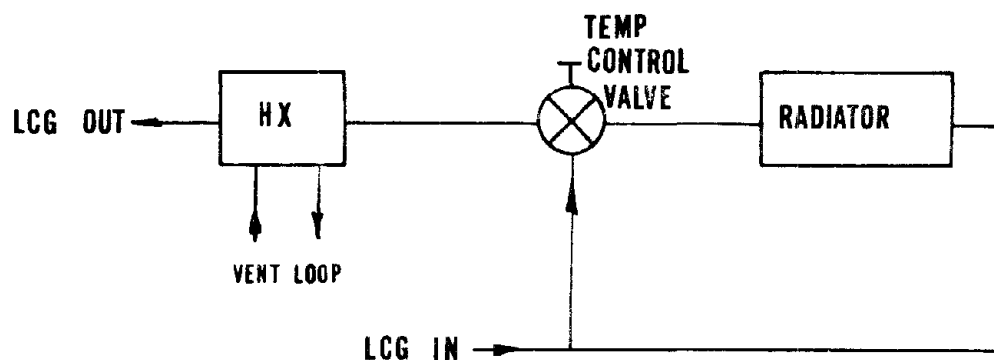 TEMP
CONTROL
VALVE
LCG OUT
HX
RADIATOR
VENT LOOP
LCG IN